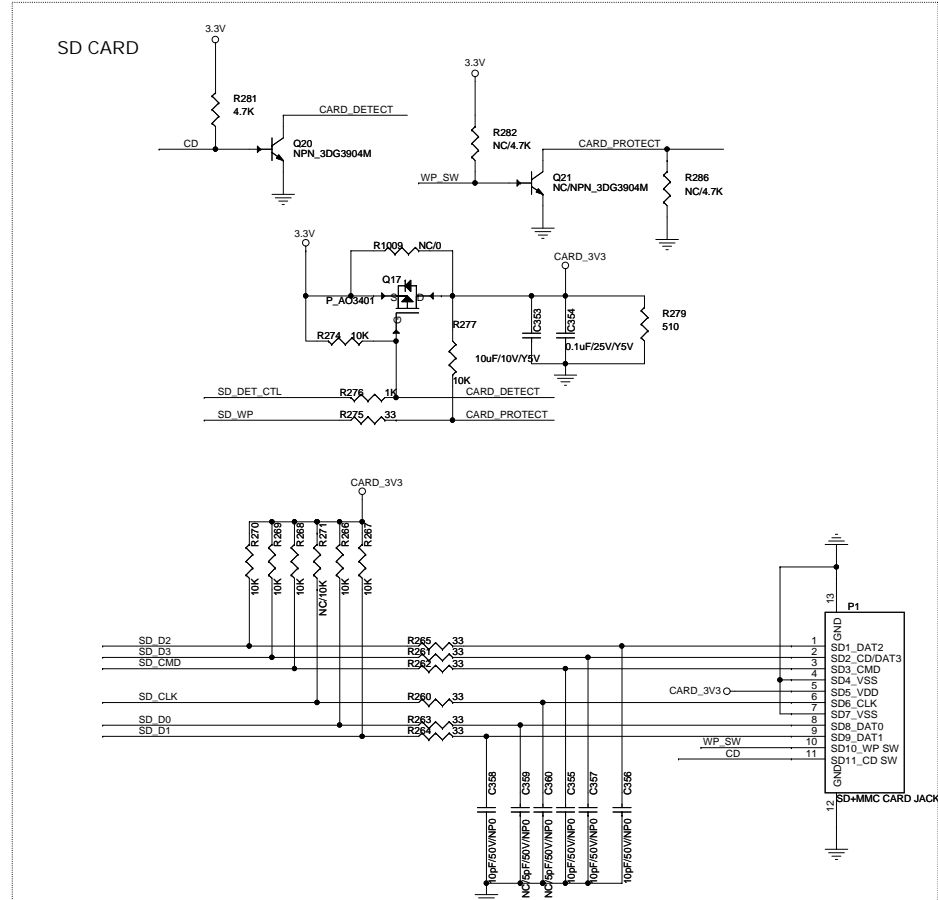 SD CARD
3.3V
R281
4.7K
CARD_DETECT
CD
Q20
NPN_3DG3904M
3.3V
R282
NC/4.7K
CARD_PROTECT
WP_SW
Q21
NC/NPN_3DG3904M
R286
NC/4.7K
3.3V
R1009 NC/0
CARD_3V3
Q17
P_AO3401
S D
G
R274 10K
R277
10K
C353
10uF/10V/Y5V
C354
0.1uF/25V/Y5V
R279
510
SD_DET_CTL R276 1K CARD_DETECT
SD_WP R275 33 CARD_PROTECT
CARD_3V3
R270
R269
R268
R271
R266
R267
10K
10K
10K
NC/10K
10K
10K
SD_D2 R265 33
SD_D3 R261 33
SD_CMD R262 33
SD_CLK R260 33
SD_D0 R263 33
SD_D1 R264 33
CARD_3V3
WP_SW
CD
P1
13 GND
1 SD1_DAT2
2 SD2_CD/DAT3
3 SD3_CMD
4 SD4_VSS
5 SD5_VDD
6 SD6_CLK
7 SD7_VSS
8 SD8_DAT0
9 SD9_DAT1
10 SD10_WP SW
11 SD11_CD SW
12 GND
SD+MMC CARD JACK
C358
C359
C360
C355
C357
C356
10pF/50V/NP0
NC/5pF/50V/NP0
NC/5pF/50V/NP0
10pF/50V/NP0
10pF/50V/NP0
10pF/50V/NP0